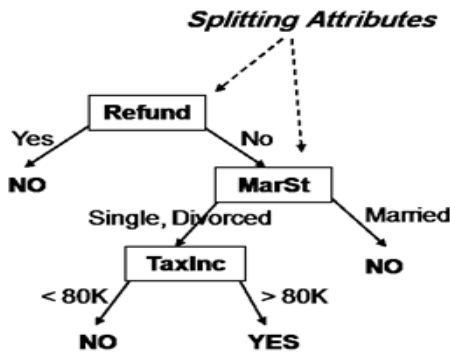 Splitting Attributes
Refund
Yes
No
NO
MarSt
Single, Divorced
Married
TaxInc
NO
< 80K
> 80K
NO
YES